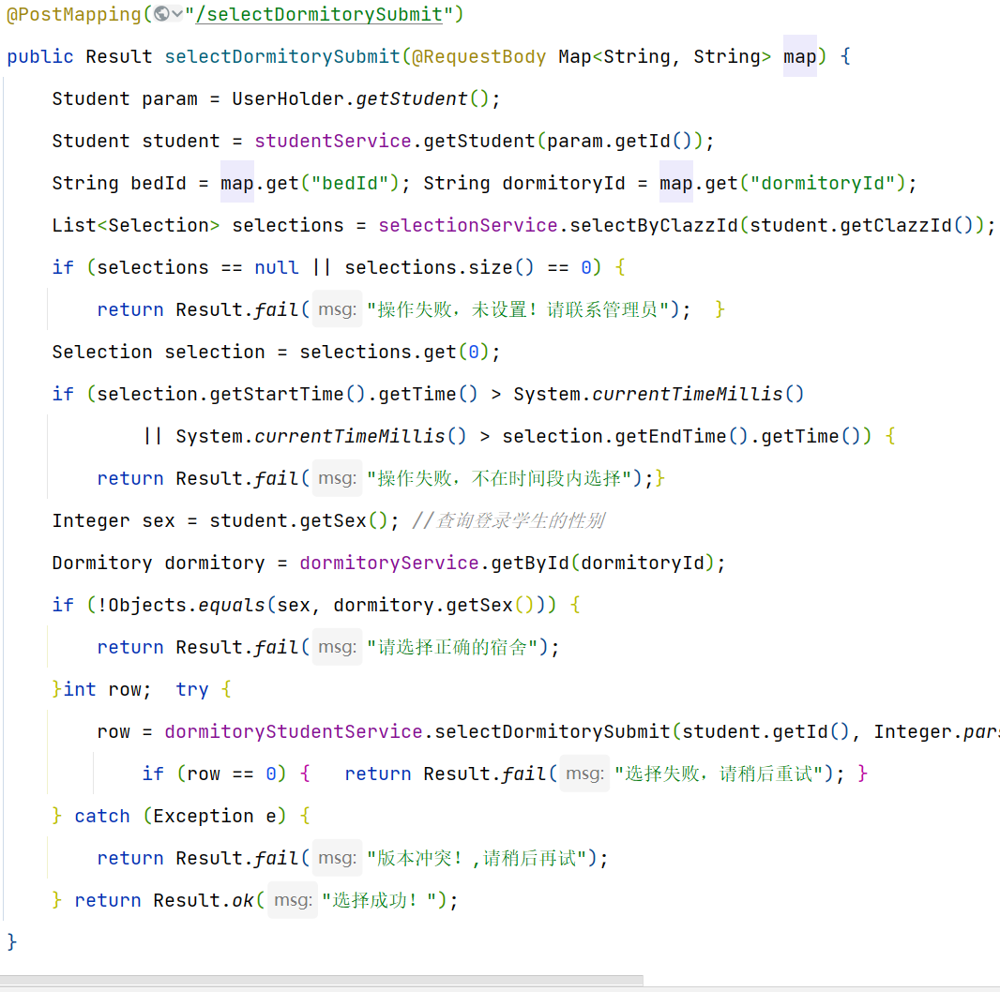 @PostMapping("/selectDormitorySubmit")
public Result selectDormitorySubmit(@RequestBody Map<String, String> map) {
Student param = UserHolder.getStudent();
Student student = studentService.getStudent(param.getId());
String bedId = map.get("bedId"); String dormitoryId = map.get("dormitoryId");
List<Selection> selections = selectionService.selectByClazzId(student.getClazzId());
if (selections == null || selections.size() == 0) {
return Result.fail( msg: "操作失败，未设置！请联系管理员");  }
Selection selection = selections.get(0);
if (selection.getStartTime().getTime() > System.currentTimeMillis()
|| System.currentTimeMillis() > selection.getEndTime().getTime()) {
return Result.fail( msg: "操作失败，不在时间段内选择");}
Integer sex = student.getSex(); //查询登录学生的性别
Dormitory dormitory = dormitoryService.getById(dormitoryId);
if (!Objects.equals(sex, dormitory.getSex())) {
return Result.fail( msg: "请选择正确的宿舍");
}int row;  try {
row = dormitoryStudentService.selectDormitorySubmit(student.getId(), Integer.pars
if (row == 0) {   return Result.fail( msg: "选择失败，请稍后重试"); }
} catch (Exception e) {
return Result.fail( msg: "版本冲突！,请稍后再试");
} return Result.ok( msg: "选择成功！");
}